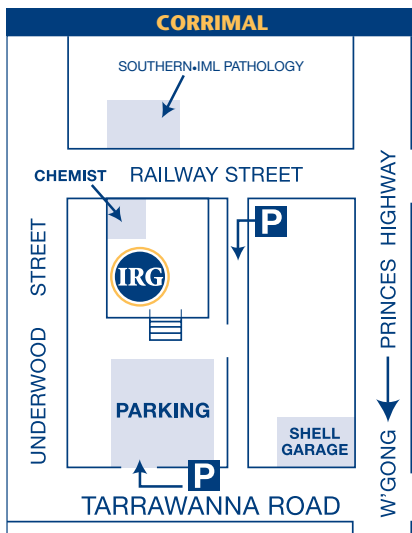 CORRIMAL
SOUTHERN•IML PATHOLOGY
CHEMIST
RAILWAY STREET
P
IRG
UNDERWOOD STREET
PRINCES HIGHWAY
W'GONG
PARKING
SHELL
GARAGE
P
TARRAWANNA ROAD